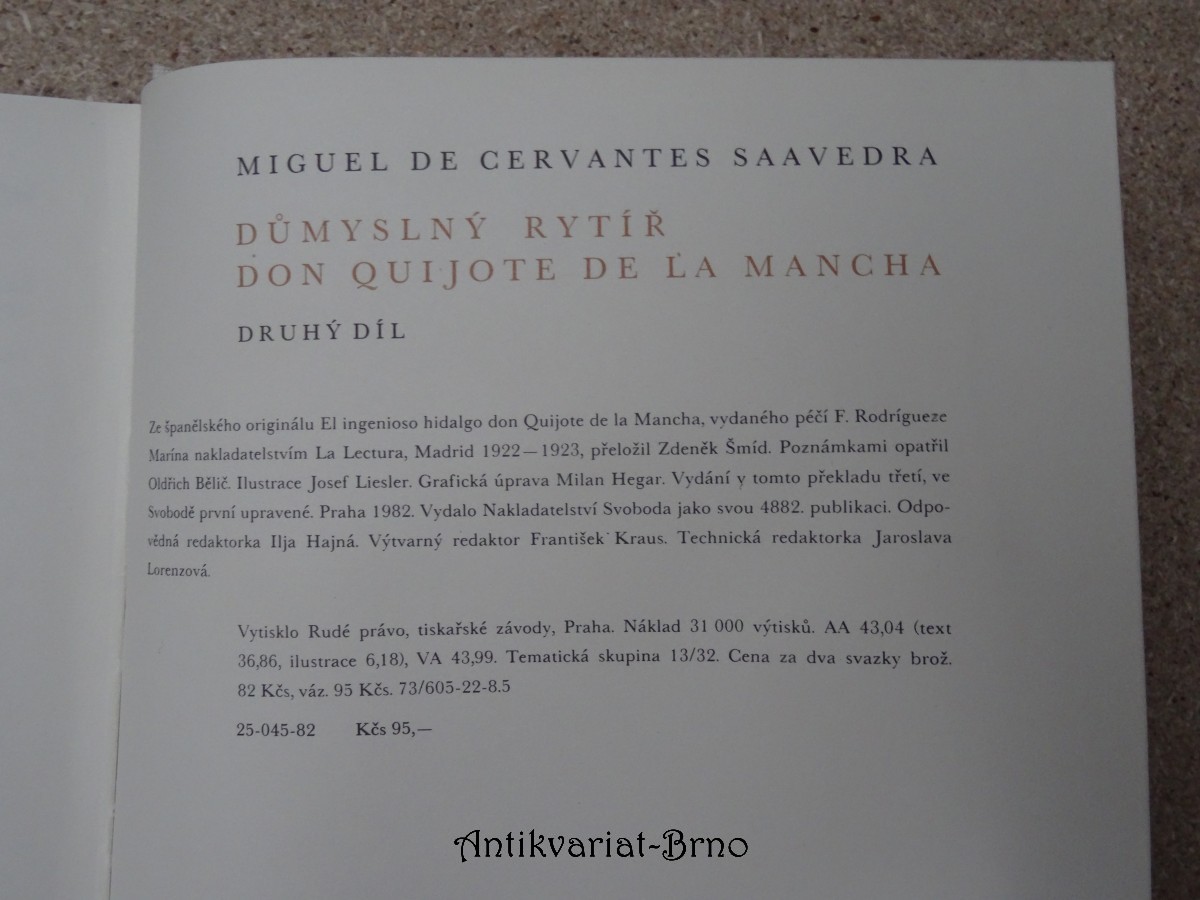 MIGUEL DE CERVANTES SAAVEDRA
DŮMYSLNÝ RYTÍŘ
DON QUIJOTE DE LA MANCHA
DRUHÝ DÍL
Ze španělského originálu El ingenioso hidalgo don Quijote de la Mancha, vydaného péčí F. Rodrígueze
Marína nakladatelstvím La Lectura, Madrid 1922—1923, přeložil Zdeněk Šmíd. Poznámkami opatřil
Oldřich Bělič. Ilustrace Josef Liesler. Grafická úprava Milan Hegar. Vydání v tomto překladu třetí, ve
Svobodě první upravené. Praha 1982. Vydalo Nakladatelství Svoboda jako svou 4882. publikaci. Odpo-
vědná redaktorka Ilja Hajná. Výtvarný redaktor František Kraus. Technická redaktorka Jaroslava
Lorenzová.
Vytisklo Rudé právo, tiskařské závody, Praha. Náklad 31 000 výtisků. AA 43,04 (text
36,86, ilustrace 6,18), VA 43,99. Tematická skupina 13/32. Cena za dva svazky brož.
82 Kčs, váz. 95 Kčs. 73/605-22-8.5
25-045-82 Kčs 95,—
Antikvariat-Brno